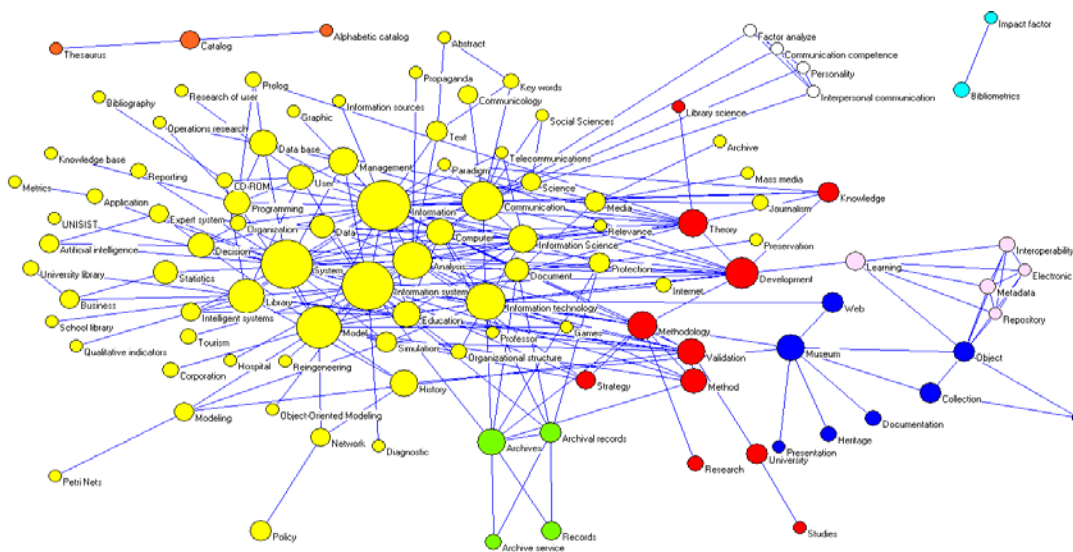 Impact factor
Alphabetic catalog
Factor analyze
Catalog
Abstract
Thesaurus
Communication competence
Personality
Propaganda
Prolog
Key words
Bibliometrics
Research of user
Interpersonal communication
Bibliography
Information sources
Communicology
Library science
Graphic
Social Sciences
Operations research
Text
Data base
Archive
Telecommunications
Knowledge base
Management
Paradigm
Mass media
Reporting
CD-ROM
User
Science
Metrics
Knowledge
Application
Programming
Information
Communication
Media
Journalism
Expert system
UNISIST
Organization
Data
Computer
Relevance
Theory
Artificial intelligence
Decision
Information Science
Preservation
Interoperability
System
Analysis
Document
Protection
Learning
Electronic
University library
Statistics
Development
Information system
Internet
Metadata
Business
Library
Information technology
Web
Repository
Intelligent systems
Education
School library
Model
Games
Methodology
Professor
Tourism
Qualitative indicators
Simulation
Organizational structure
Validation
Museum
Object
Hospital
Reingeneering
Corporation
Strategy
Method
History
Collection
Modeling
Object-Oriented Modeling
Documentation
Network
Archival records
Heritage
Diagnostic
Archives
Presentation
University
Research
Petri Nets
Policy
Records
Studies
Archive service